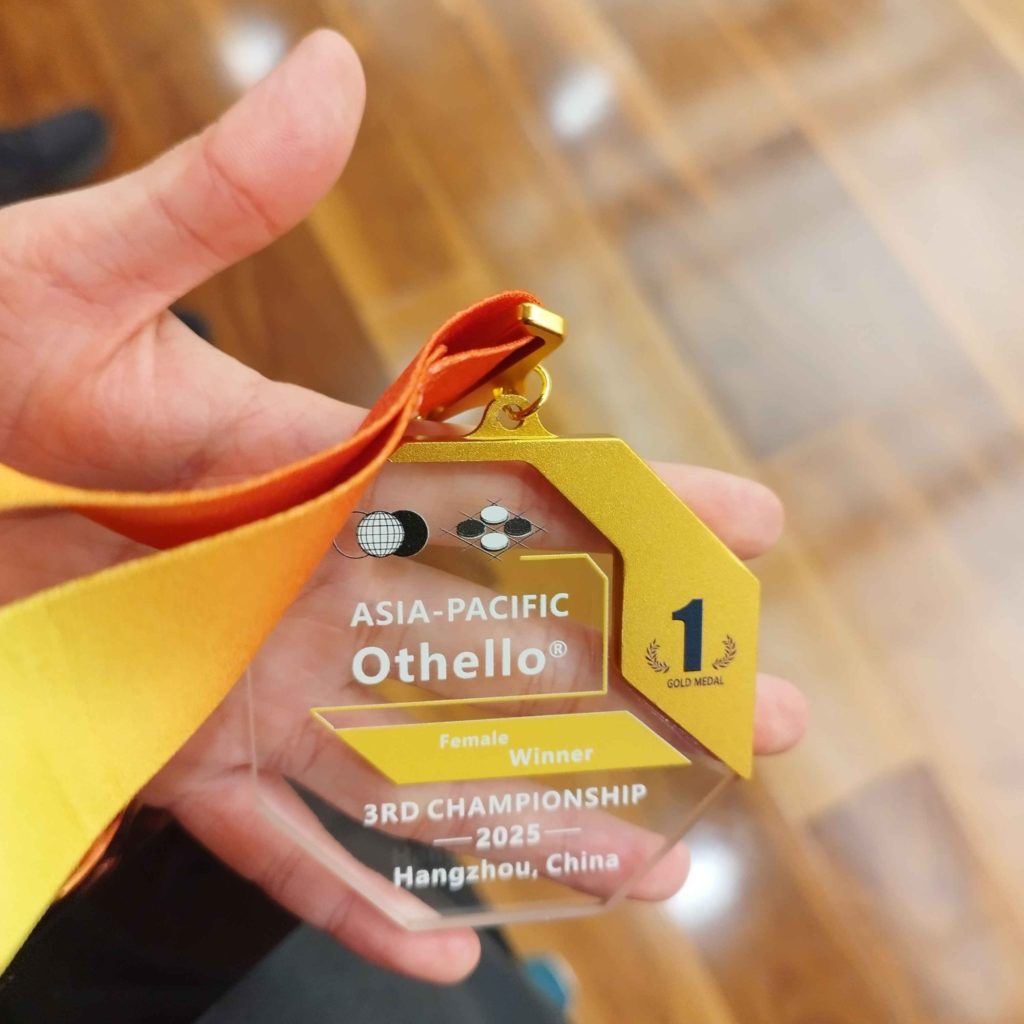 ASIA-PACIFIC
Othello®
1
GOLD MEDAL
Female
Winner
3RD CHAMPIONSHIP
2025
Hangzhou, China